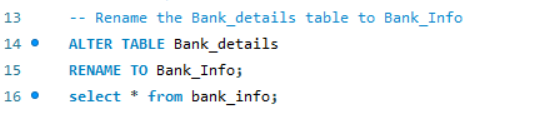 13 -- Rename the Bank_details table to Bank_Info
14 ALTER TABLE Bank_details
15 RENAME TO Bank_Info;
16 select * from bank_info;